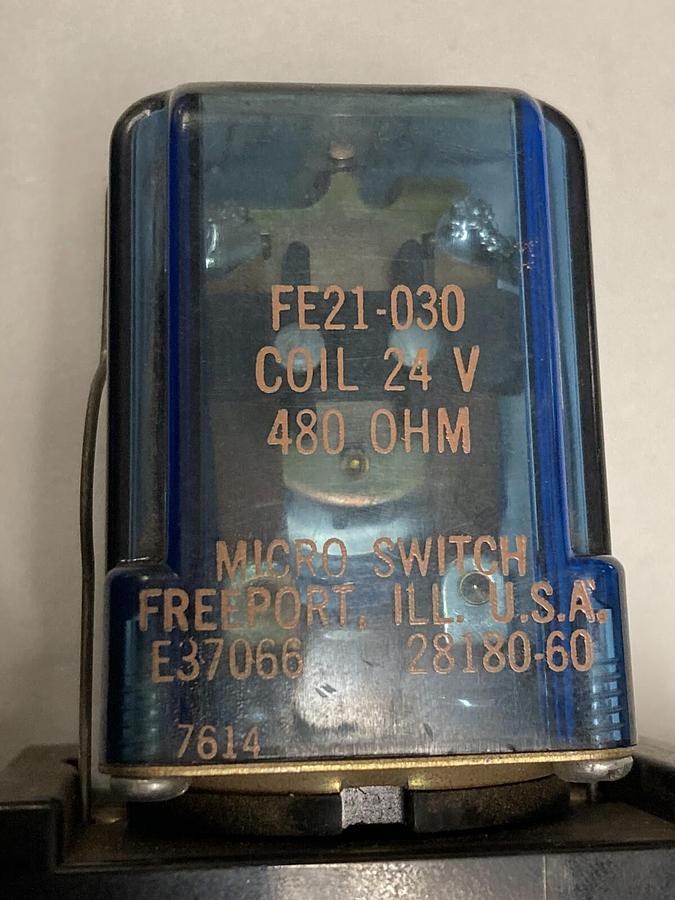 FE21-030
COIL 24 V
480 OHM
MICRO SWITCH
FREEPORT, ILL. U.S.A.
E37066 28180-60
7614